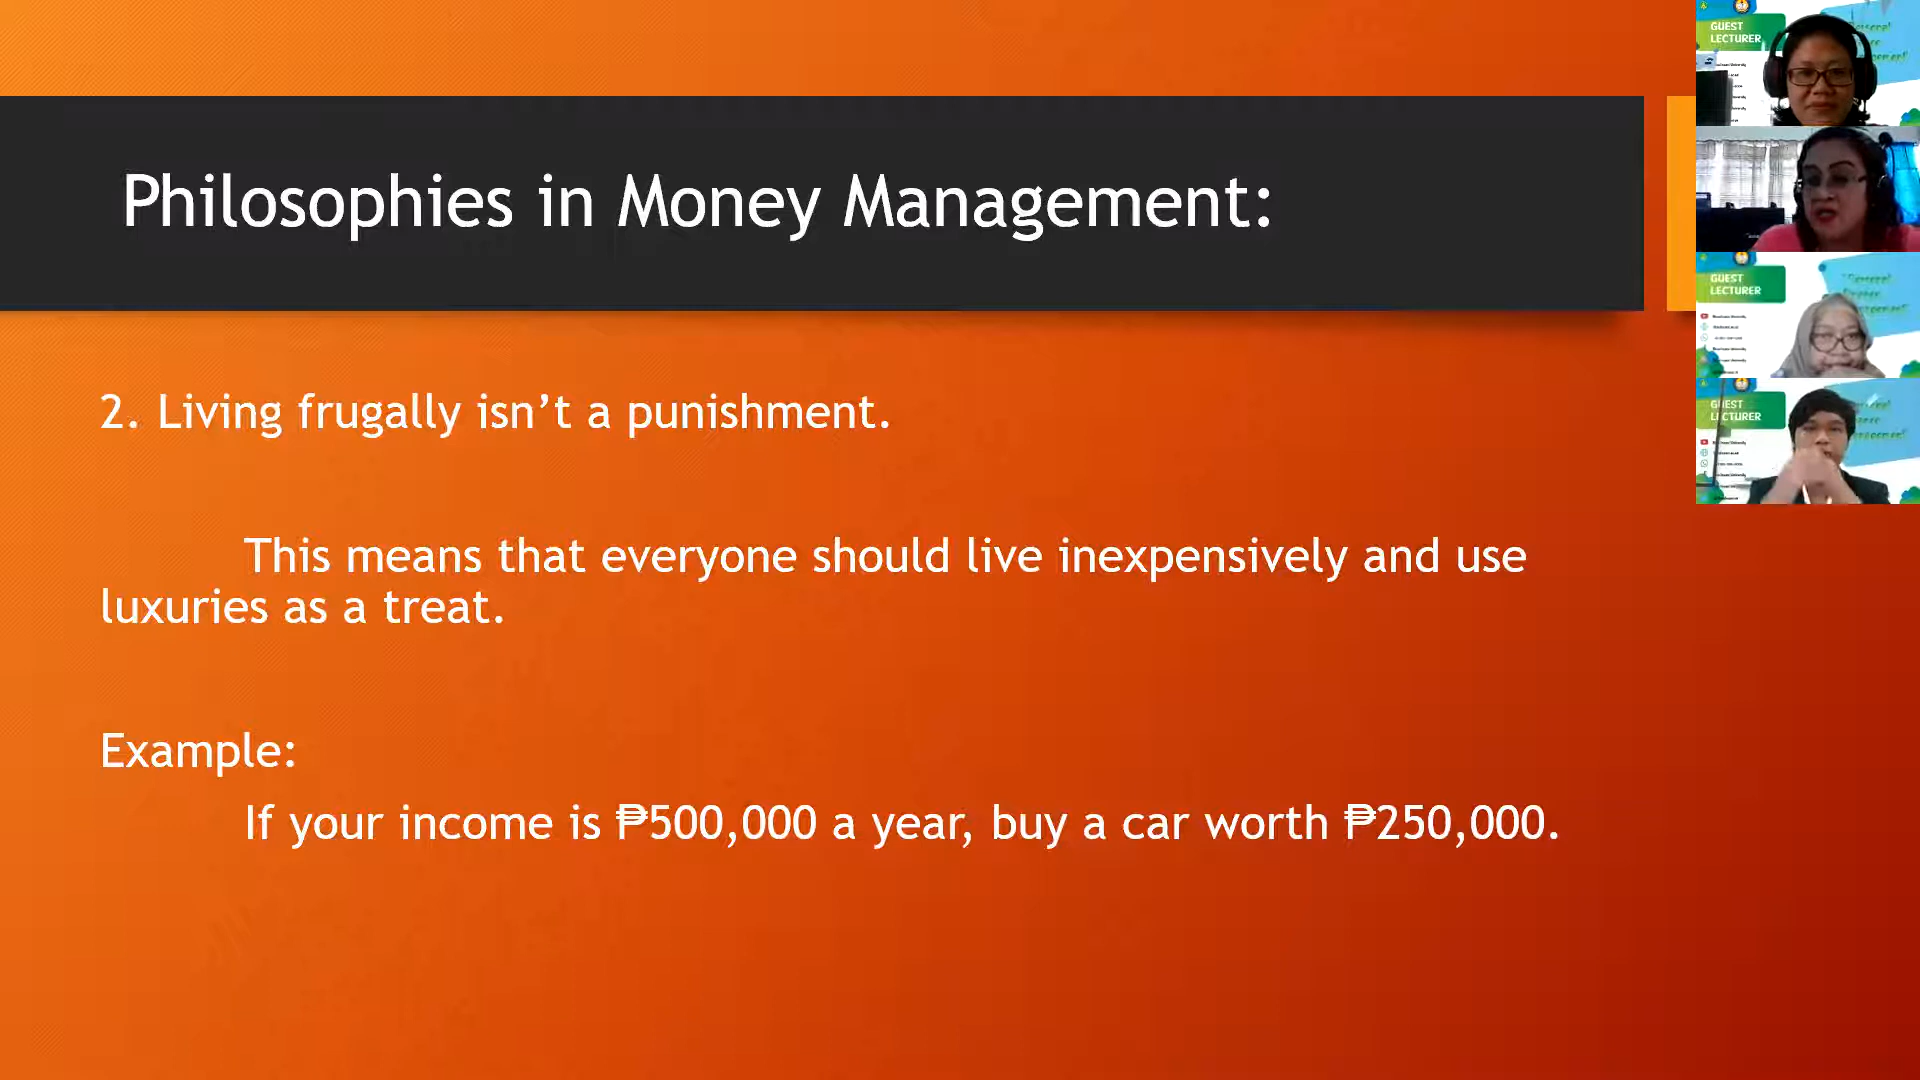 Philosophies in Money Management:
2. Living frugally isn’t a punishment.
This means that everyone should live inexpensively and use
luxuries as a treat.
Example:
If your income is ₱500,000 a year, buy a car worth ₱250,000.
GUEST
LECTURER
GUEST
LECTURER
GUEST
LECTURER